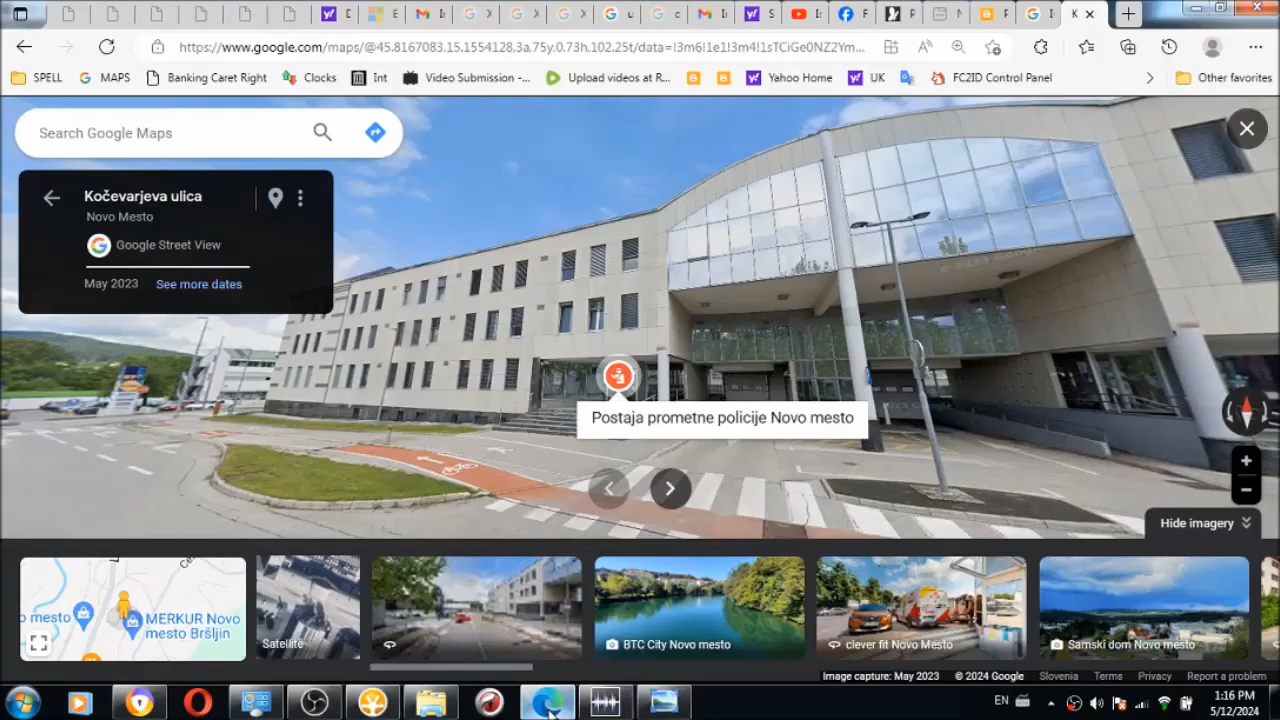 https://www.google.com/maps/@45.8167083,15.1554128,3a,75y,0.73h,102.25t/data=!3m6!1e1!3m4!1sTCiGe0NZ2Ym...
SPELL
MAPS
Banking Caret Right
Clocks
Int
Video Submission -...
Upload videos at R...
Yahoo Home
UK
FC2ID Control Panel
Other favorites
Search Google Maps
Kočevarjeva ulica
Novo Mesto
Google Street View
May 2023 See more dates
Postaja prometne policije Novo mesto
Hide imagery
o mesto
MERKUR Novo
mesto Bršljin
Satellite
BTC City Novo mesto
clever fit Novo Mesto
Samski dom Novo mesto
Image capture: May 2023 © 2024 Google Slovenia Terms Privacy Report a problem
EN
1:16 PM
5/12/2024